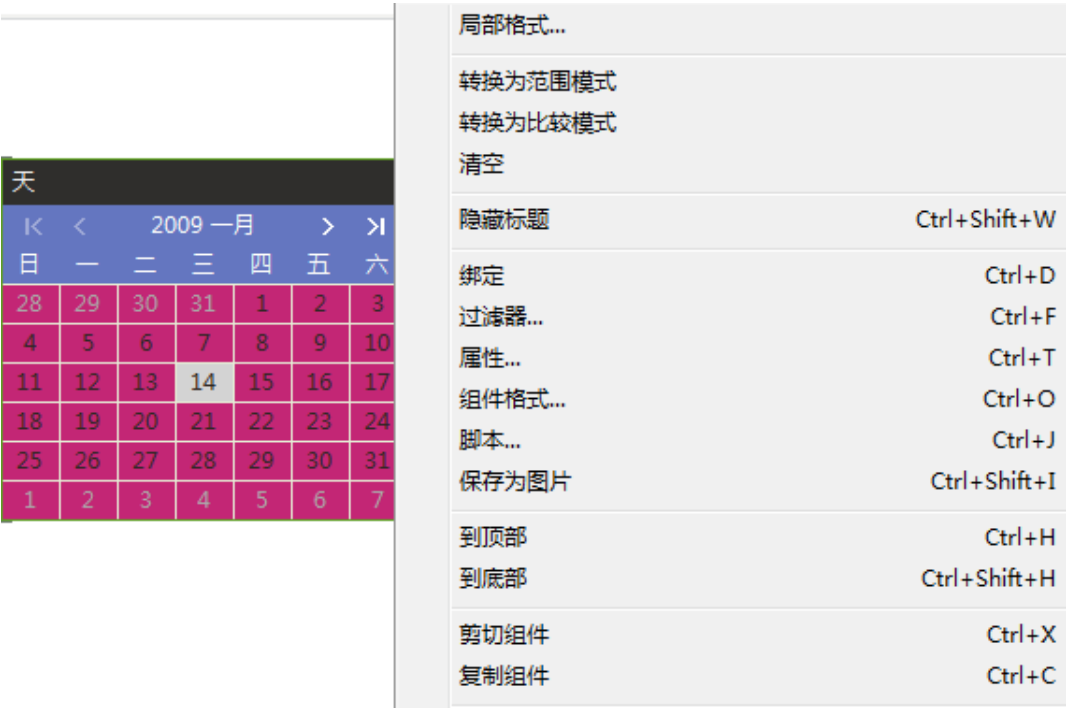 天
2009 一月
日 一 二 三 四 五 六
28 29 30 31 1 2 3
4 5 6 7 8 9 10
11 12 13 14 15 16 17
18 19 20 21 22 23 24
25 26 27 28 29 30 31
1 2 3 4 5 6 7
局部格式...
转换为范围模式
转换为比较模式
清空
隐藏标题 Ctrl+Shift+W
绑定 Ctrl+D
过滤器... Ctrl+F
属性... Ctrl+T
组件格式... Ctrl+O
脚本... Ctrl+J
保存为图片 Ctrl+Shift+I
到顶部 Ctrl+H
到底部 Ctrl+Shift+H
剪切组件 Ctrl+X
复制组件 Ctrl+C